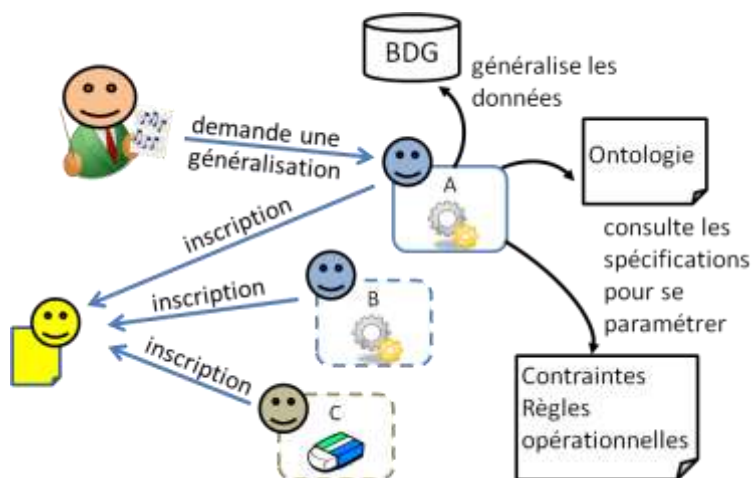 BDG
généralise les
données
demande une
généralisation
A
Ontologie
consulte les
spécifications
pour se
paramétrer
inscription
inscription
B
inscription
C
Contraintes
Règles
opérationnelles